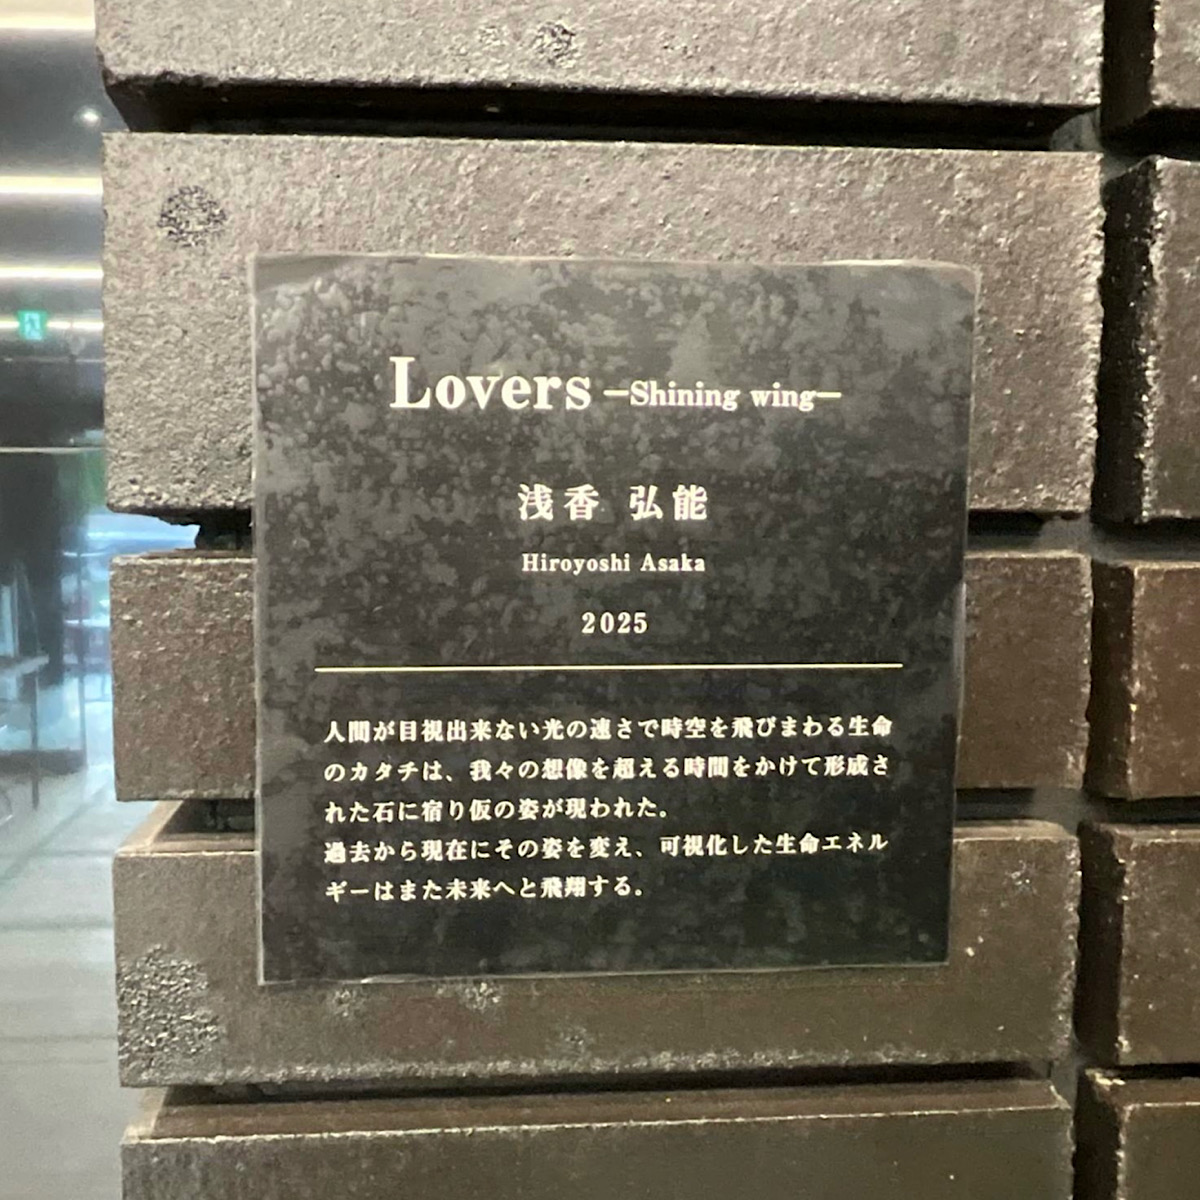 Lovers −Shining wing−
浅香 弘能
Hiroyoshi Asaka
2025
人間が目視出来ない光の速さで時空を飛びまわる生命
のカタチは、我々の想像を超える時間をかけて形成さ
れた石に宿り仮の姿が現われた。
過去から現在にその姿を変え、可視化した生命エネル
ギーはまた未来へと飛翔する。